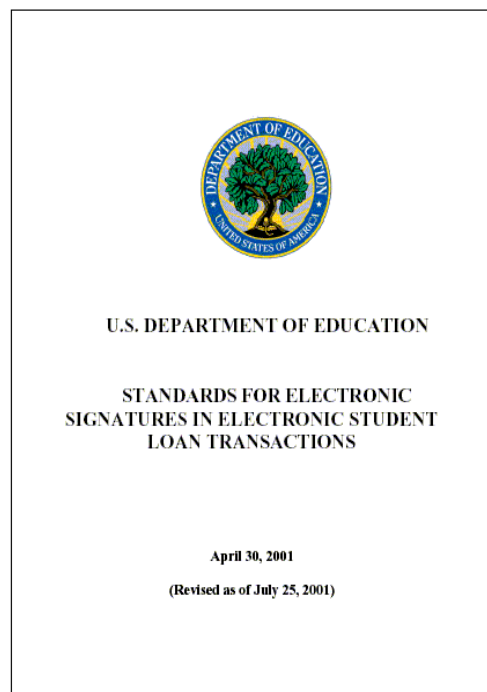 DEPARTMENT OF EDUCATION
UNITED STATES OF AMERICA
U.S. DEPARTMENT OF EDUCATION
STANDARDS FOR ELECTRONIC
SIGNATURES IN ELECTRONIC STUDENT
LOAN TRANSACTIONS
April 30, 2001
(Revised as of July 25, 2001)